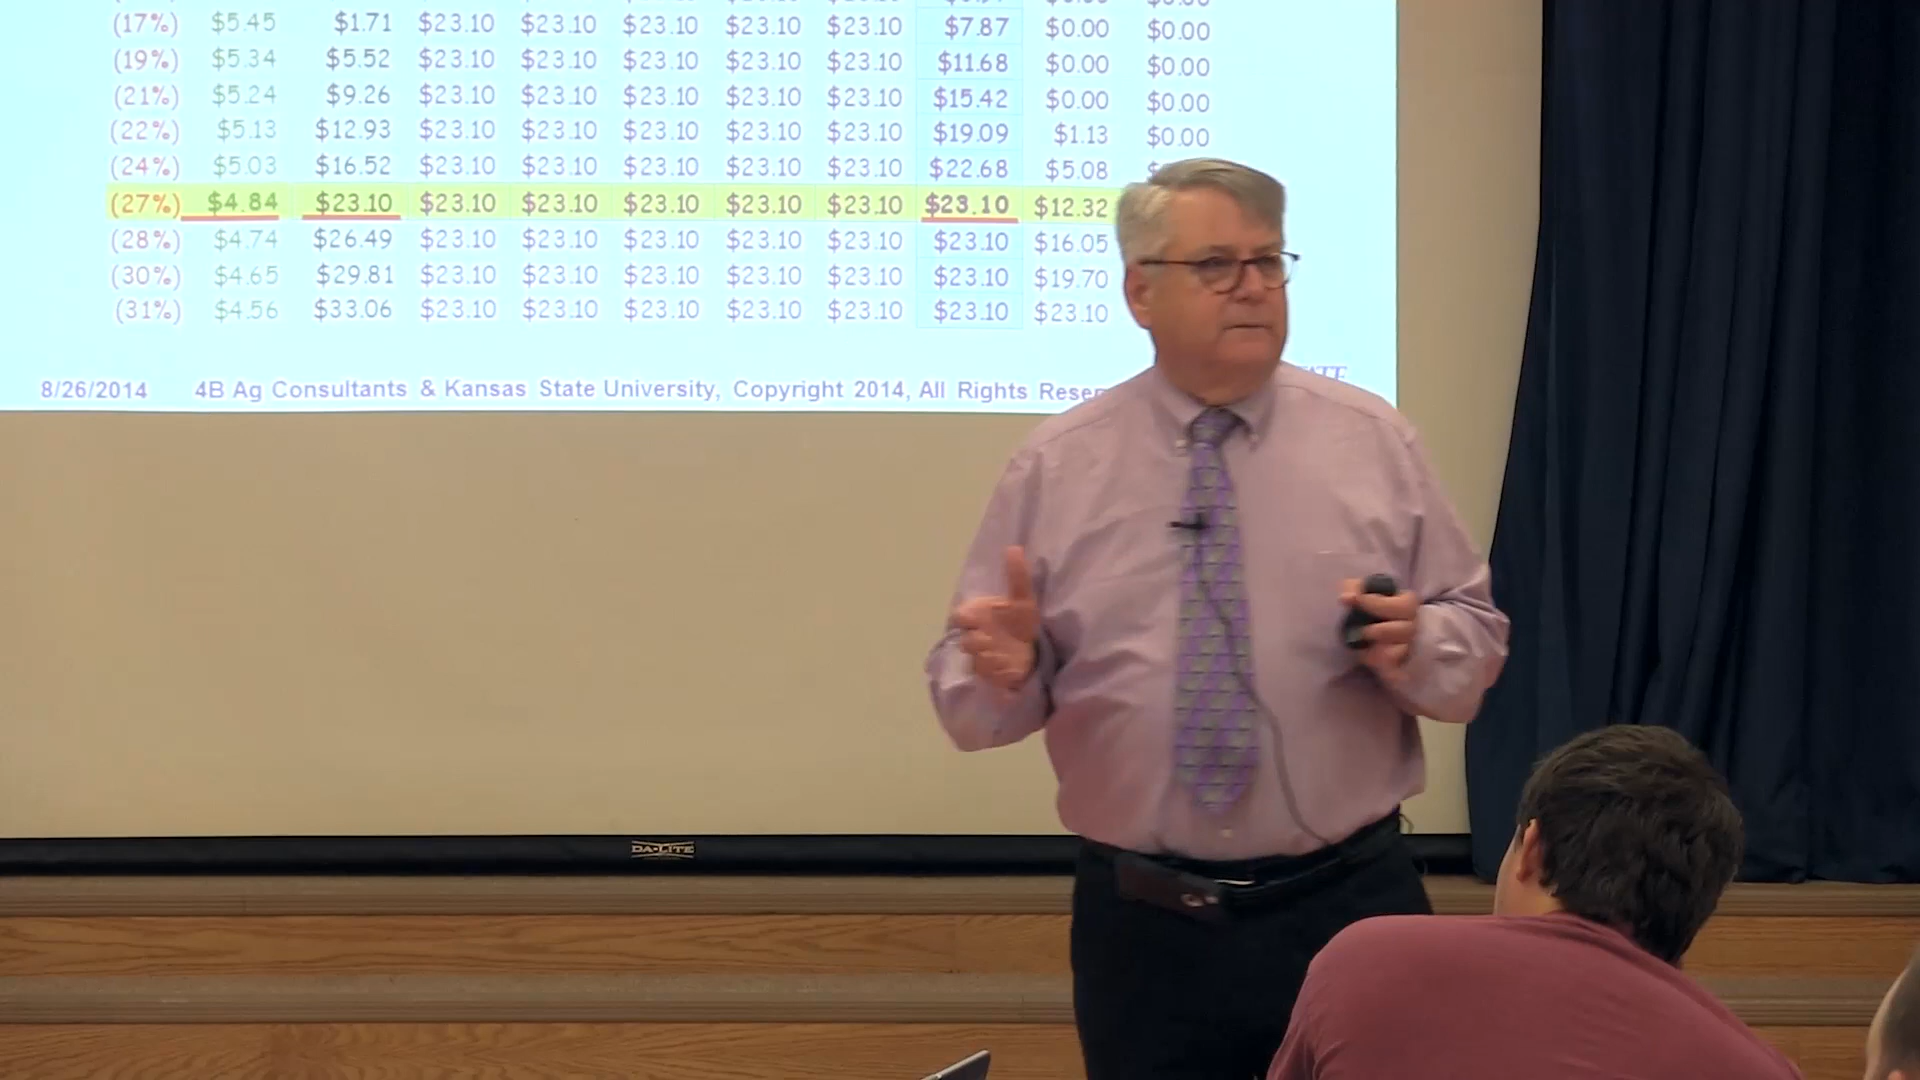 (17%) $5.45 $1.71 $23.10 $23.10 $23.10 $23.10 $23.10 $7.87 $0.00 $0.00
(19%) $5.34 $5.52 $23.10 $23.10 $23.10 $23.10 $23.10 $11.68 $0.00 $0.00
(21%) $5.24 $9.26 $23.10 $23.10 $23.10 $23.10 $23.10 $15.42 $0.00 $0.00
(22%) $5.13 $12.93 $23.10 $23.10 $23.10 $23.10 $23.10 $19.09 $1.13 $0.00
(24%) $5.03 $16.52 $23.10 $23.10 $23.10 $23.10 $23.10 $22.68 $5.08
(27%) $4.84 $23.10 $23.10 $23.10 $23.10 $23.10 $23.10 $23.10 $12.32
(28%) $4.74 $26.49 $23.10 $23.10 $23.10 $23.10 $23.10 $23.10 $16.05
(30%) $4.65 $29.81 $23.10 $23.10 $23.10 $23.10 $23.10 $23.10 $19.70
(31%) $4.56 $33.06 $23.10 $23.10 $23.10 $23.10 $23.10 $23.10 $23.10
8/26/2014 4B Ag Consultants & Kansas State University, Copyright 2014, All Rights
DA-LITE